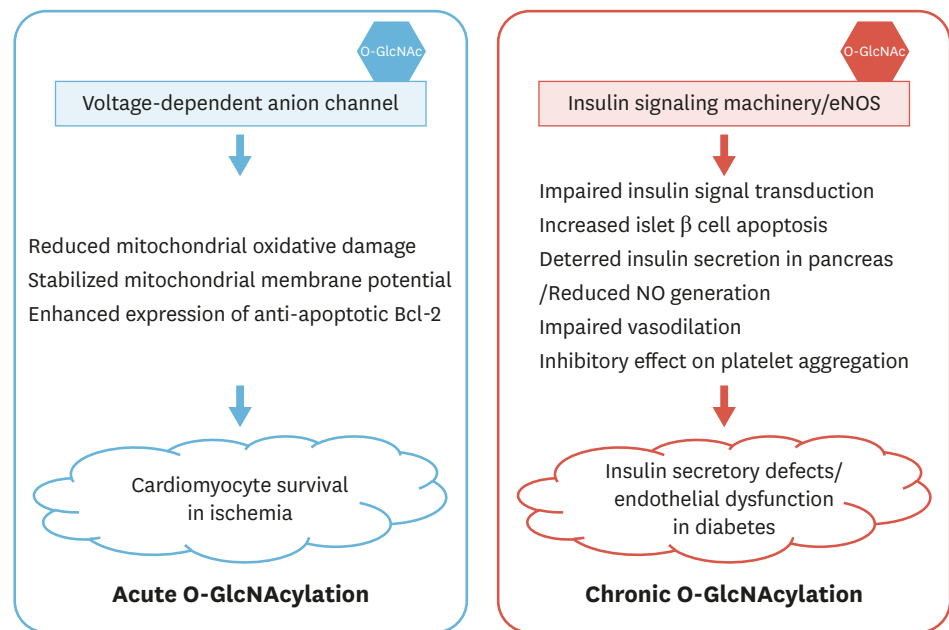 O-GlcNAc
Voltage-dependent anion channel
Reduced mitochondrial oxidative damage
Stabilized mitochondrial membrane potential
Enhanced expression of anti-apoptotic Bcl-2
Cardiomyocyte survival
in ischemia
Acute O-GlcNAcylation
O-GlcNAc
Insulin signaling machinery/eNOS
Impaired insulin signal transduction
Increased islet β cell apoptosis
Deterred insulin secretion in pancreas
/Reduced NO generation
Impaired vasodilation
Inhibitory effect on platelet aggregation
Insulin secretory defects/
endothelial dysfunction
in diabetes
Chronic O-GlcNAcylation